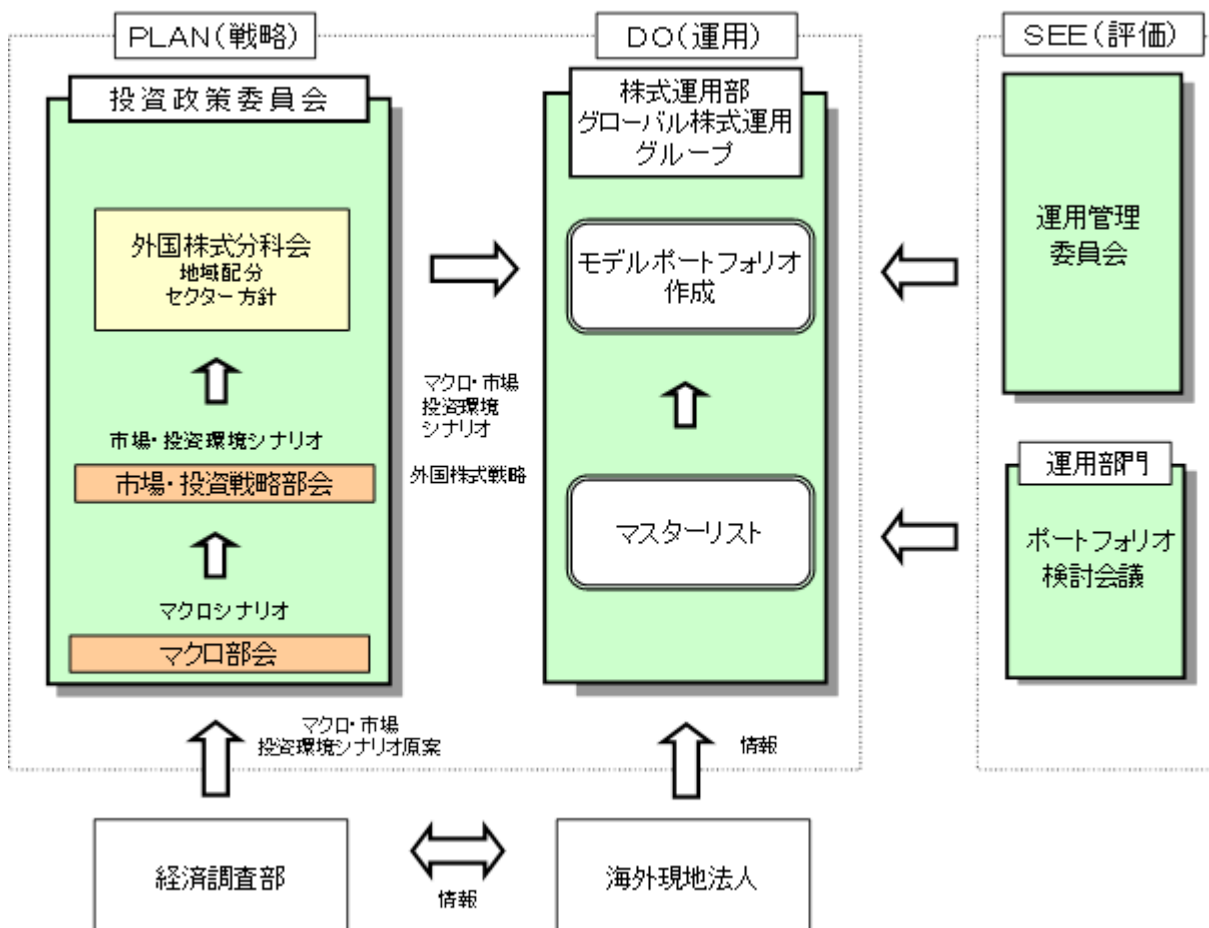 PLAN(戦略)
投資政策委員会
外国株式分科会
地域配分
セクター方針
市場・投資環境シナリオ
市場・投資戦略部会
マクロシナリオ
マクロ部会
マクロ・市場
投資環境シナリオ原案
経済調査部
マクロ・市場
投資環境
シナリオ
外国株式戦略
情報
DO(運用)
株式運用部
グローバル株式運用
グループ
モデルポートフォリオ
作成
マスターリスト
情報
海外現地法人
SEE(評価)
運用管理
委員会
運用部門
ポートフォリオ
検討会議